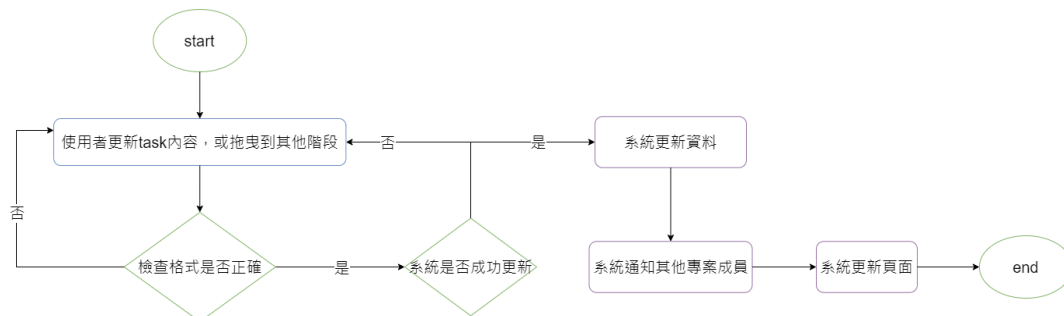 start
使用者更新task內容，或拖曳到其他階段
否
是
系統更新資料
否
檢查格式是否正確
是
系統是否成功更新
系統通知其他專案成員
系統更新頁面
end